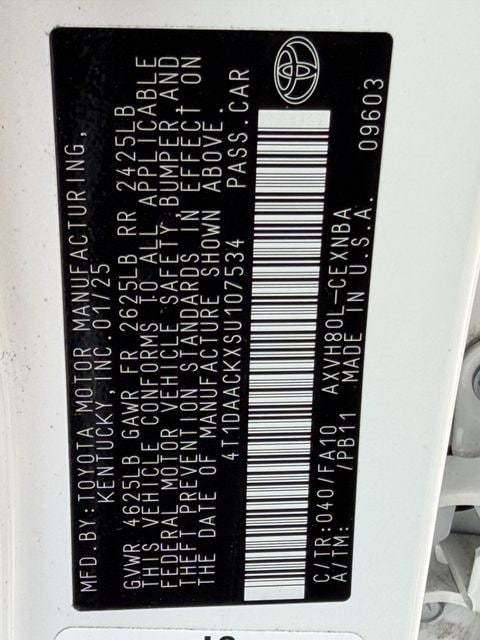 MFD.BY:TOYOTA MOTOR MANUFACTURING,
KENTUCKY, INC. 01/25
GVWR 4625LB GAWR FR 2625LB RR 2425LB
THIS VEHICLE CONFORMS TO ALL APPLICABLE
FEDERAL MOTOR VEHICLE SAFETY,BUMPER,AND
THEFT PREVENTION STANDARDS IN EFFECT ON
THE DATE OF MANUFACTURE SHOWN ABOVE.
4T1DAACKXSU107534 PASS.CAR
C/TR:040/FA10 AXVH80L-CEXNBA
A/TM: /PB11 MADE IN U.S.A. 09603